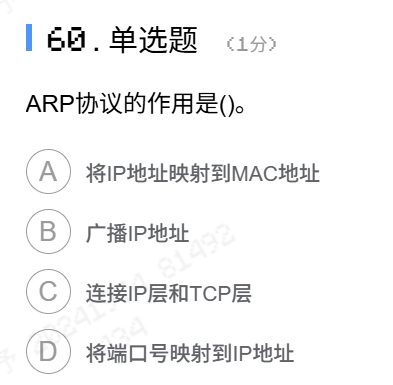 60.单选题 (1分)
ARP协议的作用是()。
A 将IP地址映射到MAC地址
B 广播IP地址
C 连接IP层和TCP层
D 将端口号映射到IP地址